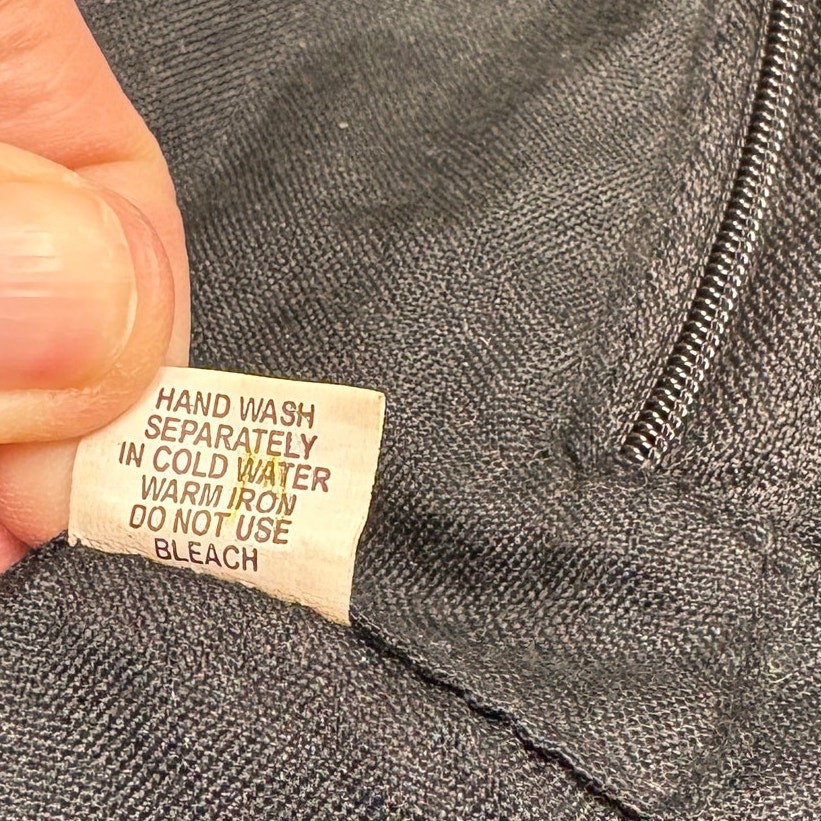 HAND WASH
SEPARATELY
IN COLD WATER
WARM IRON
DO NOT USE
BLEACH